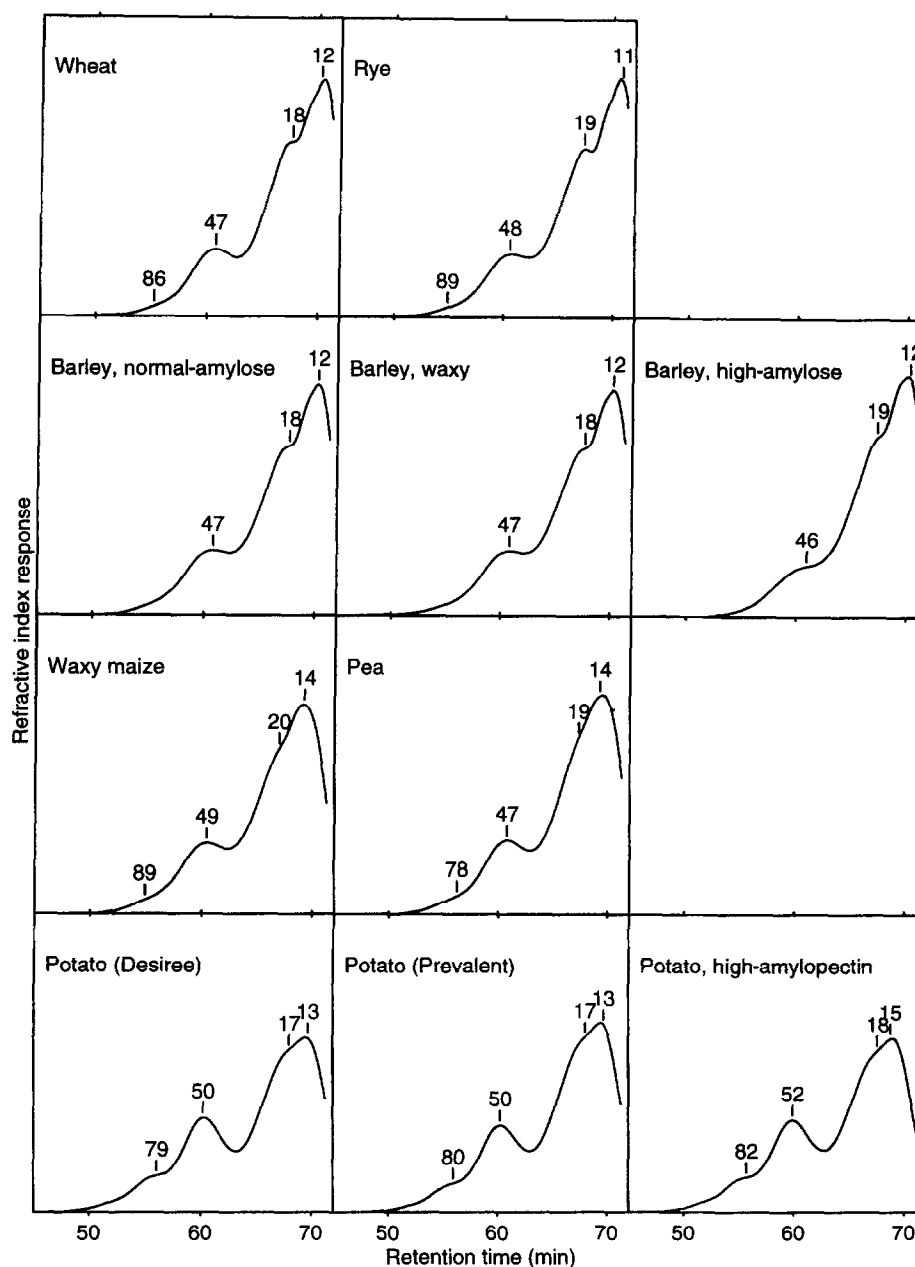 Wheat
86
47
18
12
Rye
89
48
19
11
Barley, normal-amylose
47
18
12
Barley, waxy
47
18
12
Barley, high-amylose
46
19
12
Waxy maize
89
49
20
14
Pea
78
47
19
14
Potato (Desiree)
79
50
17
13
Potato (Prevalent)
80
50
17
13
Potato, high-amylopectin
82
52
18
15
Refractive index response
50 60 70 50 60 70 50 60 70
Retention time (min)